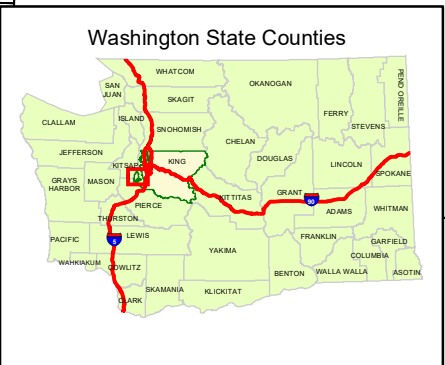 Washington State Counties
WHATCOM
SAN
JUAN
SKAGIT
ISLAND
CLALLAM
SNOHOMISH
JEFFERSON
KITSAP
KING
GRAYS
HARBOR
MASON
PIERCE
THURSTON
PACIFIC
LEWIS
WAHKIAKUM
COWLITZ
CLARK
SKAMANIA
KLICKITAT
YAKIMA
KITTITAS
CHELAN
OKANOGAN
DOUGLAS
GRANT
FERRY
STEVENS
PEND OREILLE
LINCOLN
SPOKANE
ADAMS
WHITMAN
FRANKLIN
BENTON
WALLA WALLA
COLUMBIA
GARFIELD
ASOTIN
5
90